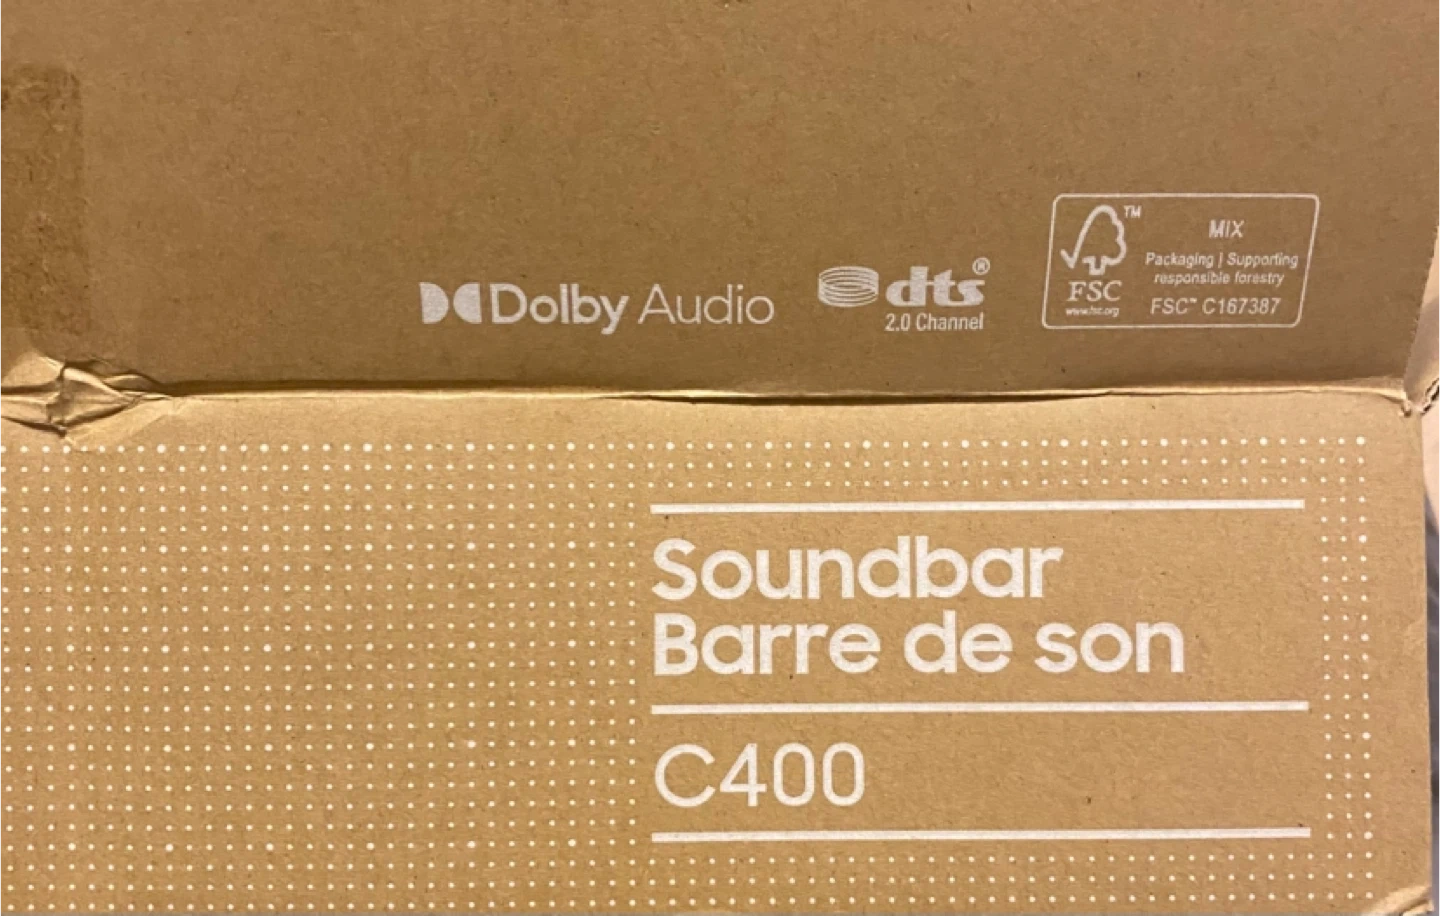 Dolby Audio
dts®
2.0 Channel
™
FSC
www.fsc.org
MIX
Packaging | Supporting
responsible forestry
FSC™ C167387
Soundbar
Barre de son
C400